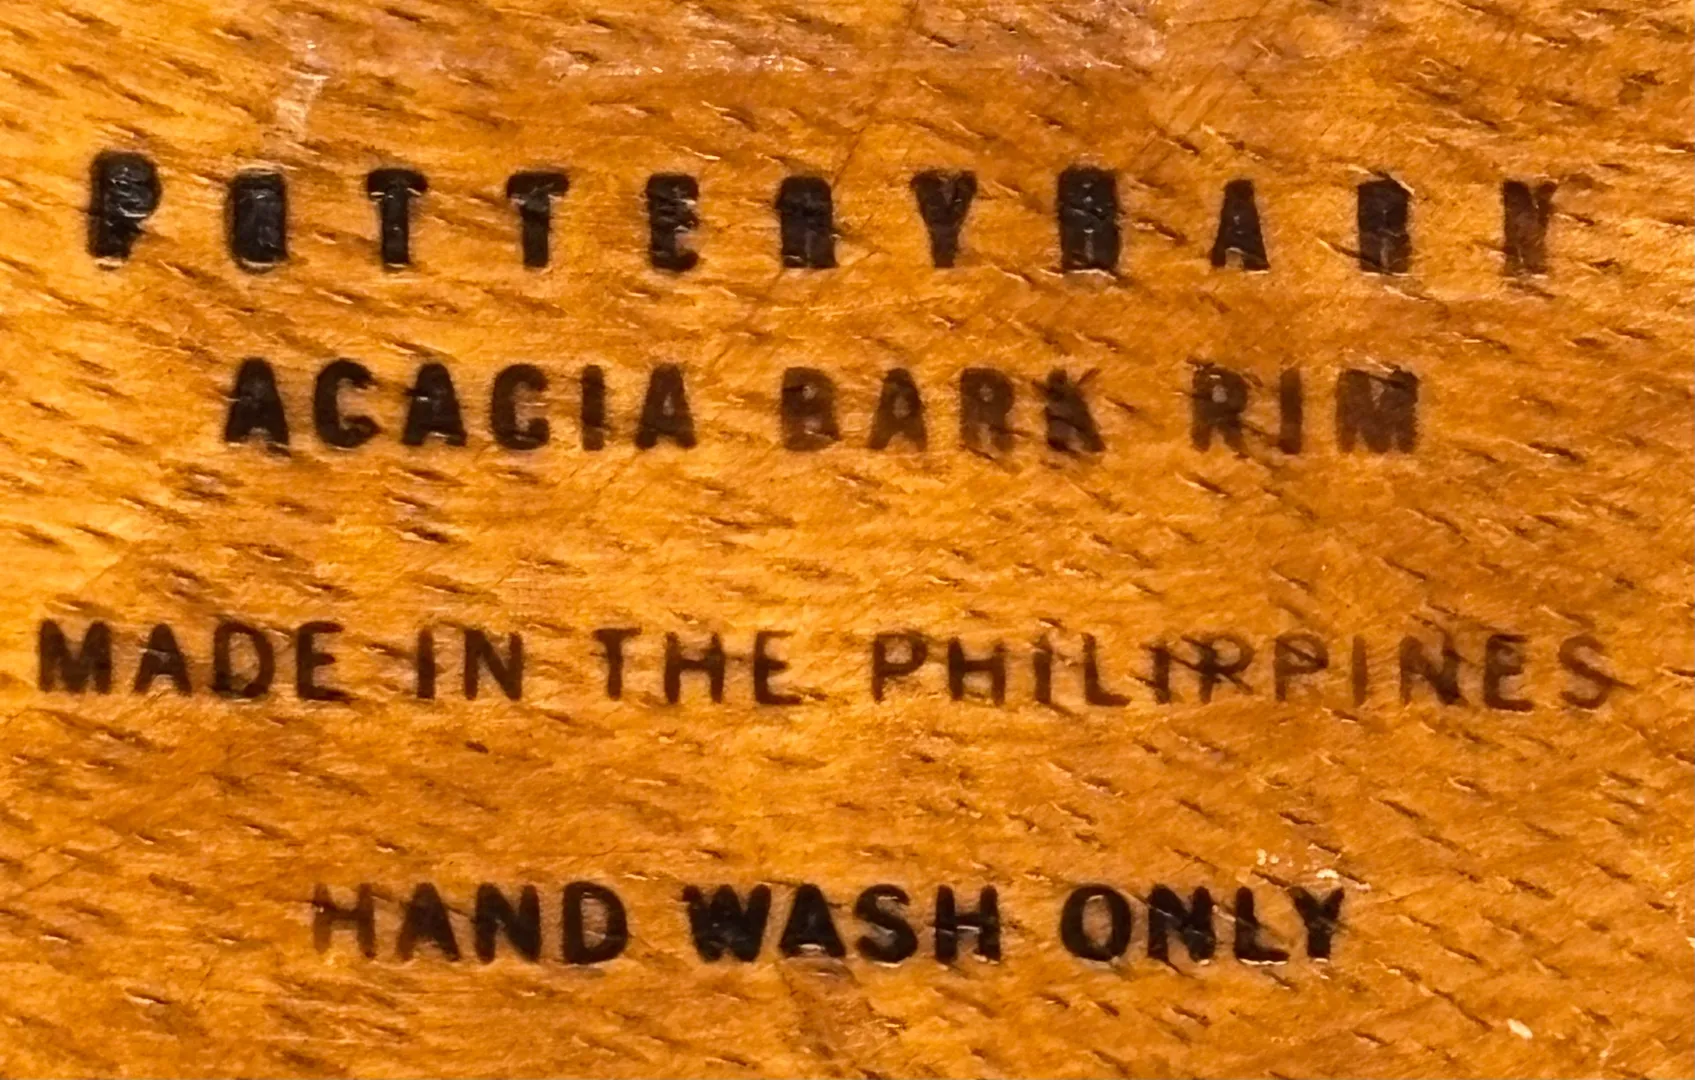 POTTERYBARN
ACACIA BARK RIM
MADE IN THE PHILIPPINES
HAND WASH ONLY